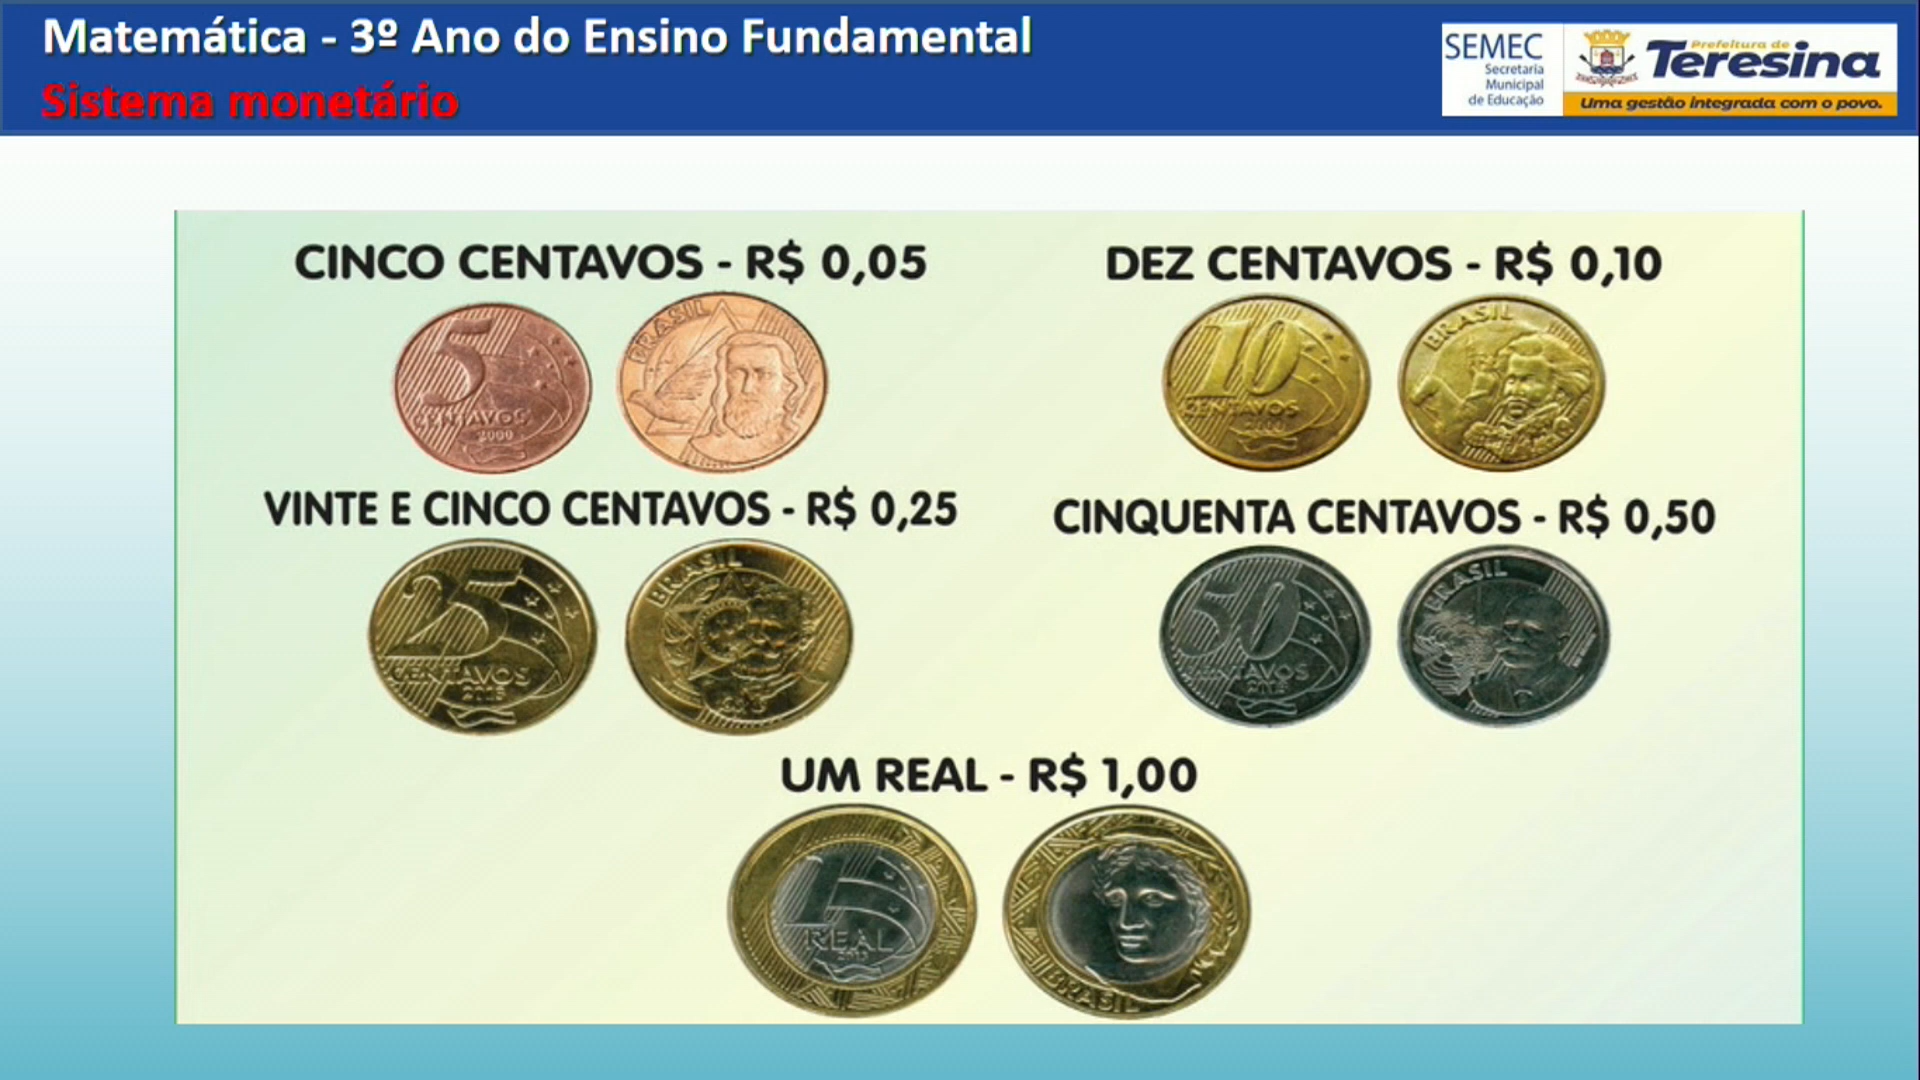 Matemática - 3º Ano do Ensino Fundamental
Sistema monetário
SEMEC
Secretaria
Municipal
de Educação
Prefeitura de
Teresina
Uma gestão integrada com o povo.
CINCO CENTAVOS - R$ 0,05
DEZ CENTAVOS - R$ 0,10
5
CENTAVOS
2000
BRASIL
10
CENTAVOS
BRASIL
VINTE E CINCO CENTAVOS - R$ 0,25
CINQUENTA CENTAVOS - R$ 0,50
25
CENTAVOS
BRASIL
50
CENTAVOS
BRASIL
UM REAL - R$ 1,00
1
REAL
BRASIL